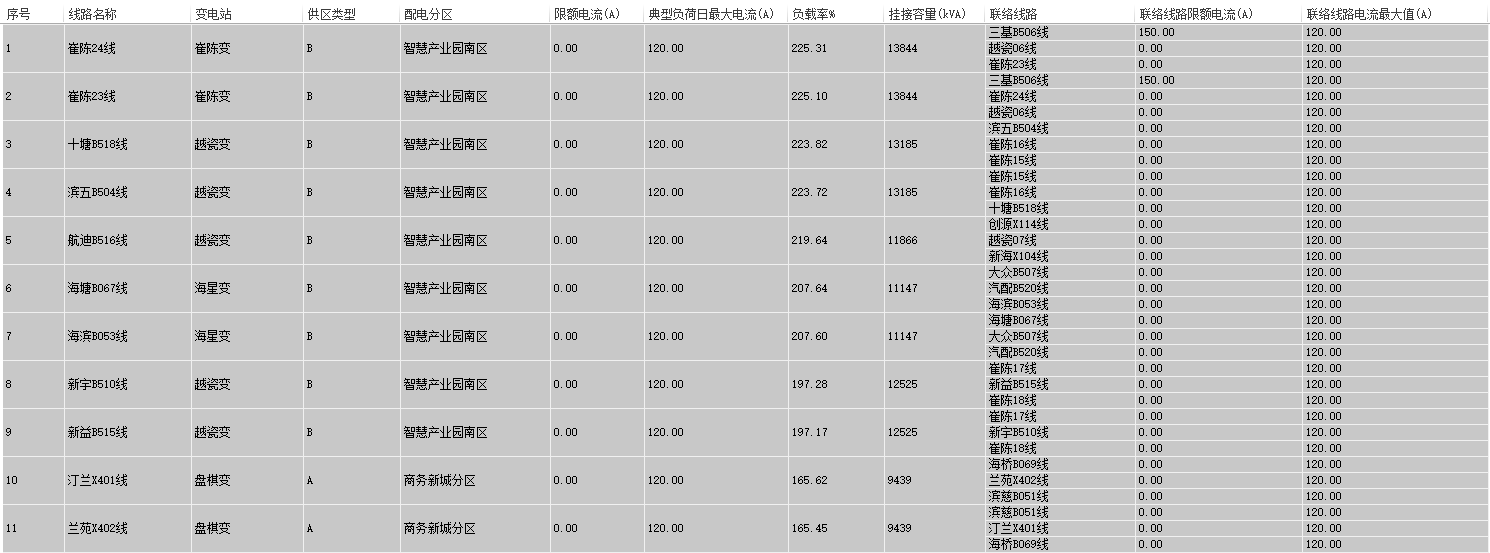 序号 线路名称 变电站 供区类型 配电分区 限额电流(A) 典型负荷日最大电流(A) 负载率% 挂接容量(kVA) 联络线路 联络线路限额电流(A) 联络线路电流最大值(A)
1 崔陈24线 崔陈变 B 智慧产业园南区 0.00 120.00 225.31 13844 三基B506线 150.00 120.00
越瓷06线 0.00 120.00
崔陈23线 0.00 120.00
2 崔陈23线 崔陈变 B 智慧产业园南区 0.00 120.00 225.10 13844 三基B506线 150.00 120.00
崔陈24线 0.00 120.00
越瓷06线 0.00 120.00
3 十塘B518线 越瓷变 B 智慧产业园南区 0.00 120.00 223.82 13185 滨五B504线 0.00 120.00
崔陈16线 0.00 120.00
崔陈15线 0.00 120.00
4 滨五B504线 越瓷变 B 智慧产业园南区 0.00 120.00 223.72 13185 崔陈15线 0.00 120.00
崔陈16线 0.00 120.00
十塘B518线 0.00 120.00
5 航迪B516线 越瓷变 B 智慧产业园南区 0.00 120.00 219.64 11866 创源X114线 0.00 120.00
越瓷07线 0.00 120.00
新海X104线 0.00 120.00
6 海塘B067线 海星变 B 智慧产业园南区 0.00 120.00 207.64 11147 大众B507线 0.00 120.00
汽配B520线 0.00 120.00
海滨B053线 0.00 120.00
7 海滨B053线 海星变 B 智慧产业园南区 0.00 120.00 207.60 11147 海塘B067线 0.00 120.00
大众B507线 0.00 120.00
汽配B520线 0.00 120.00
8 新宇B510线 越瓷变 B 智慧产业园南区 0.00 120.00 197.28 12525 崔陈17线 0.00 120.00
新益B515线 0.00 120.00
崔陈18线 0.00 120.00
9 新益B515线 越瓷变 B 智慧产业园南区 0.00 120.00 197.17 12525 崔陈17线 0.00 120.00
新宇B510线 0.00 120.00
崔陈18线 0.00 120.00
10 汀兰X401线 盘棋变 A 商务新城分区 0.00 120.00 165.62 9439 海桥B069线 0.00 120.00
兰苑X402线 0.00 120.00
滨慈B051线 0.00 120.00
11 兰苑X402线 盘棋变 A 商务新城分区 0.00 120.00 165.45 9439 滨慈B051线 0.00 120.00
汀兰X401线 0.00 120.00
海桥B069线 0.00 120.00